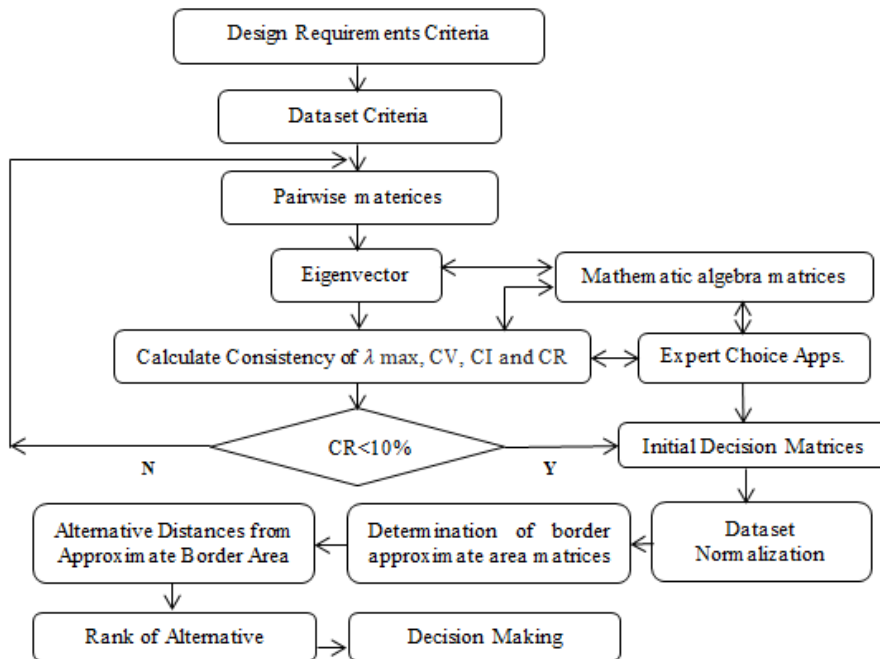 Design Requirements Criteria
Dataset Criteria
Pairwise materices
Eigenvector
Mathematic algebra matrices
Calculate Consistency of λ max, CV, CI and CR
Expert Choice Apps.
CR<10%
N
Y
Initial Decision Matrices
Alternative Distances from
Approximate Border Area
Determination of border
approximate area matrices
Dataset
Normalization
Rank of Alternative
Decision Making